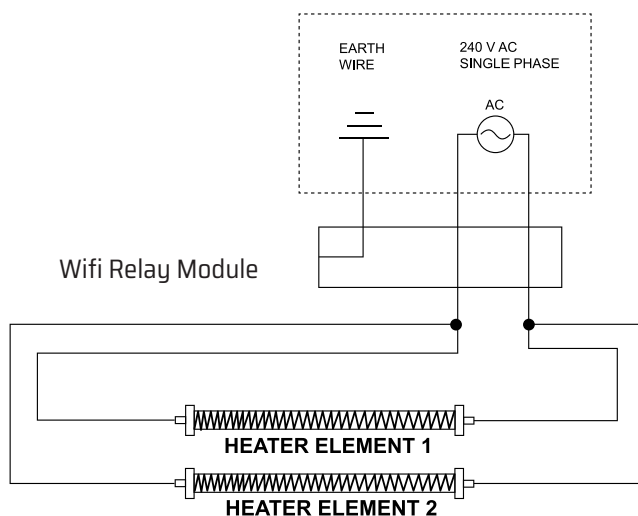 EARTH
WIRE
240 V AC
SINGLE PHASE
AC
Wifi Relay Module
HEATER ELEMENT 1
HEATER ELEMENT 2